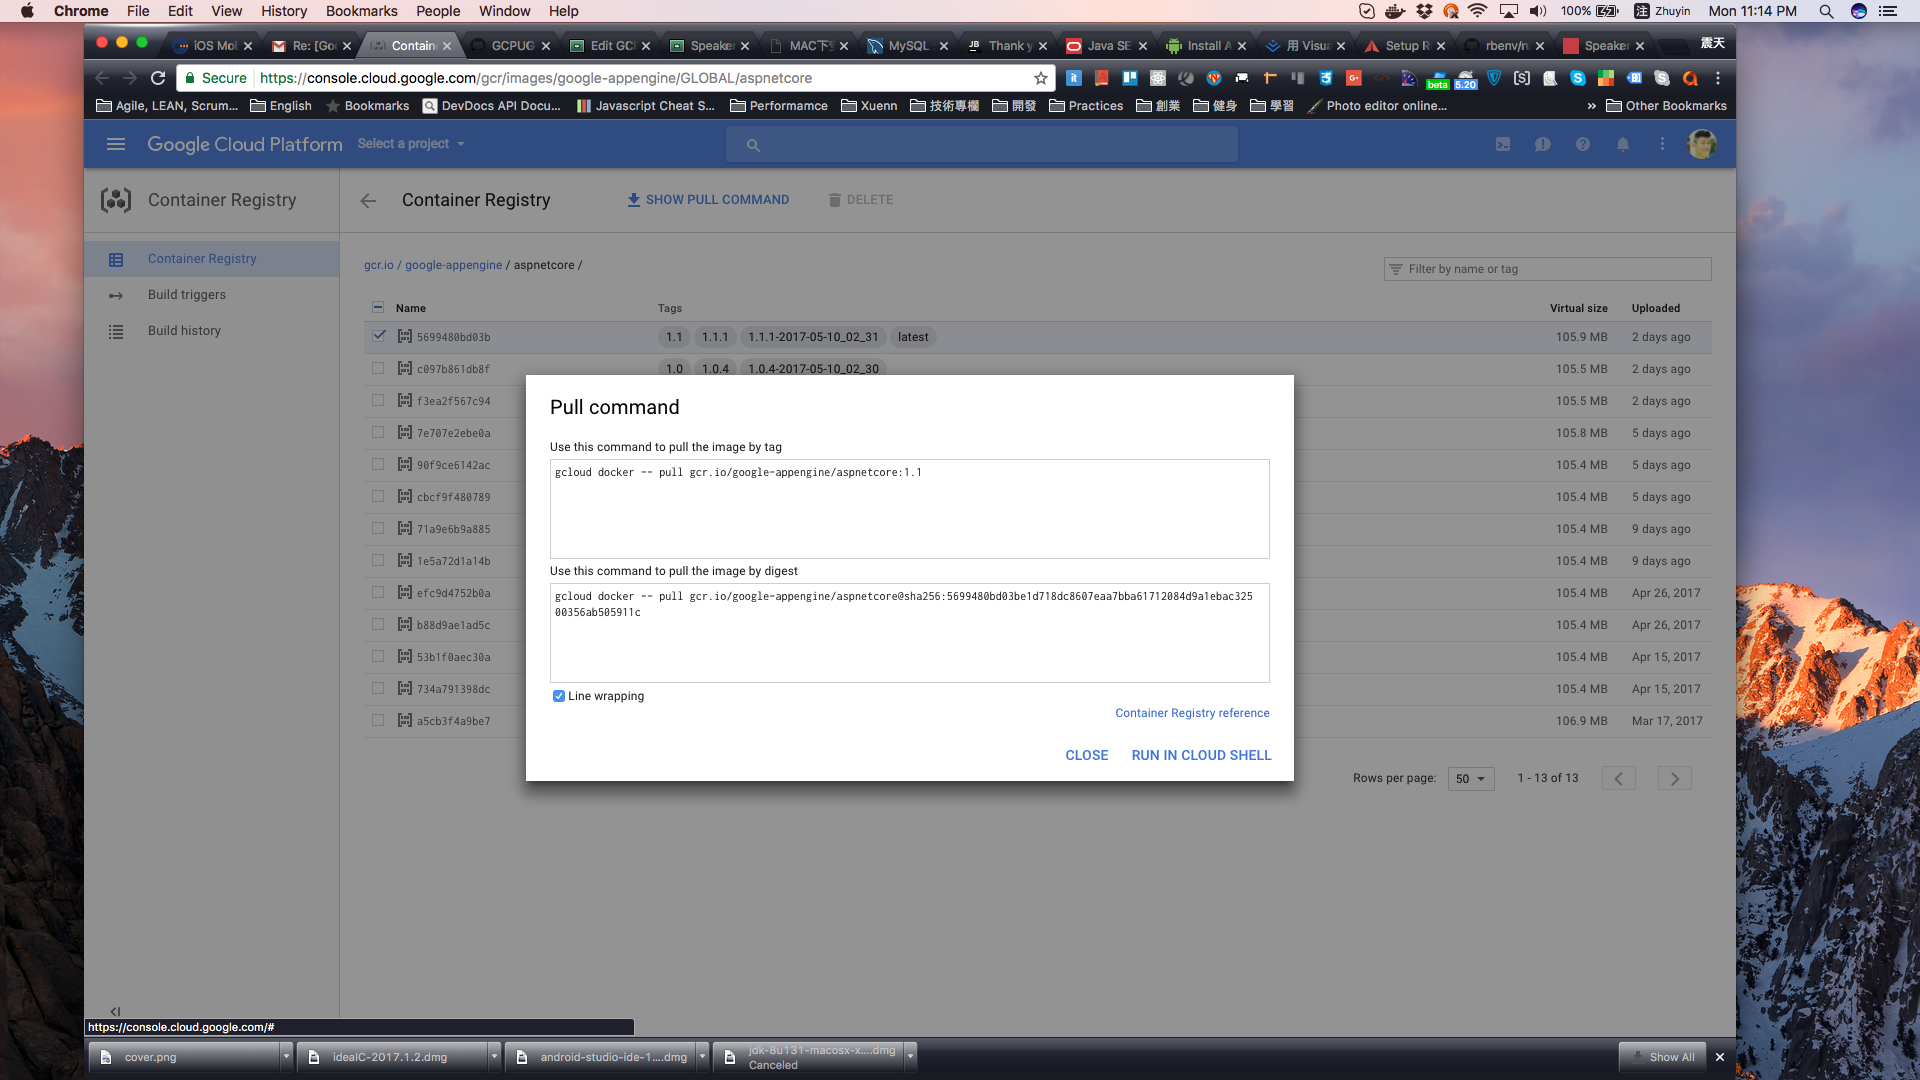 Chrome File Edit View History Bookmarks People Window Help 100% 注 Zhuyin Mon 11:14 PM
iOS Mol Re: [Go Contain GCPUG Edit GCI Speaker MAC下 MySQL Thank y Java SE Install A 用 Visua Setup R rbenv/ru Speaker 震天
Secure https://console.cloud.google.com/gcr/images/google-appengine/GLOBAL/aspnetcore
beta 5.20
Agile, LEAN, Scrum... English Bookmarks DevDocs API Docu... Javascript Cheat S... Performamce Xuenn 技術專欄 開發 Practices 創業 健身 學習 Photo editor online... » Other Bookmarks
Google Cloud Platform Select a project
Container Registry
Container Registry
Build triggers
Build history
Container Registry SHOW PULL COMMAND DELETE
gcr.io / google-appengine / aspnetcore /
Filter by name or tag
Name Tags Virtual size Uploaded
5699480bd03b 1.1 1.1.1 1.1.1-2017-05-10_02_31 latest 105.9 MB 2 days ago
c097b861db8f 1.0 1.0.4 1.0.4-2017-05-10_02_30 105.5 MB 2 days ago
f3ea2f567c94 105.5 MB 2 days ago
7e707e2ebe0a 105.8 MB 5 days ago
90f9ce6142ac 105.4 MB 5 days ago
cbcf9f480789 105.4 MB 5 days ago
71a9e6b9a885 105.4 MB 9 days ago
1e5a72d1a14b 105.4 MB 9 days ago
efc9d4752b0a 105.4 MB Apr 26, 2017
b88d9ae1ad5c 105.4 MB Apr 26, 2017
53b1f0aec30a 105.4 MB Apr 15, 2017
734a791398dc 105.4 MB Apr 15, 2017
a5cb3f4a9be7 106.9 MB Mar 17, 2017
Rows per page: 50 1 - 13 of 13
Pull command
Use this command to pull the image by tag
gcloud docker -- pull gcr.io/google-appengine/aspnetcore:1.1
Use this command to pull the image by digest
gcloud docker -- pull gcr.io/google-appengine/aspnetcore@sha256:5699480bd03be1d718dc8607eaa7bba61712084d9a1ebac325
00356ab505911c
Line wrapping
Container Registry reference
CLOSE RUN IN CLOUD SHELL
https://console.cloud.google.com/#
cover.png ideaIC-2017.1.2.dmg android-studio-ide-1....dmg jdk-8u131-macosx-x....dmg
Canceled
Show All